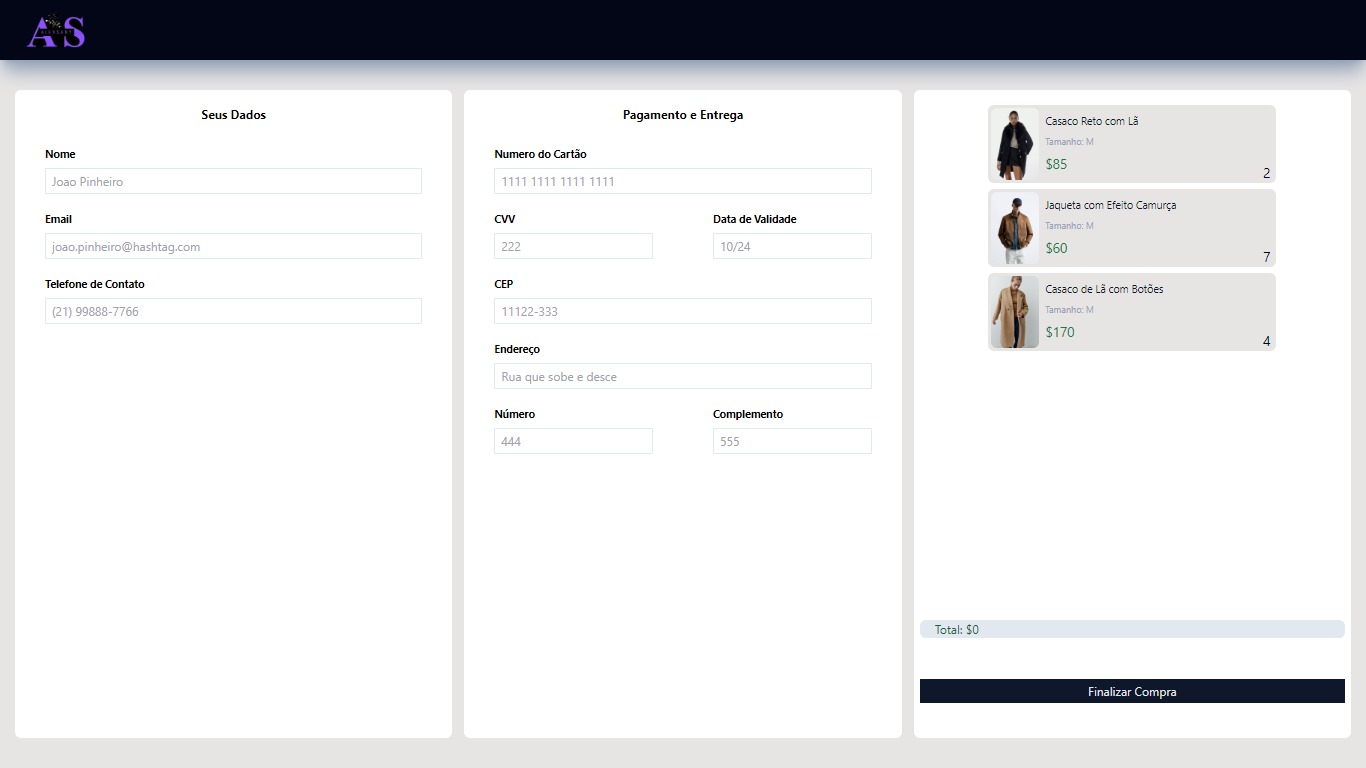 AS
Seus Dados
Nome
Joao Pinheiro
Email
joao.pinheiro@hashtag.com
Telefone de Contato
(21) 99888-7766
Pagamento e Entrega
Numero do Cartão
1111 1111 1111 1111
CVV
Data de Validade
222
10/24
CEP
11122-333
Endereço
Rua que sobe e desce
Número
Complemento
444
555
Casaco Reto com Lã
Tamanho: M
$85
2
Jaqueta com Efeito Camurça
Tamanho: M
$60
7
Casaco de Lã com Botões
Tamanho: M
$170
4
Total: $0
Finalizar Compra